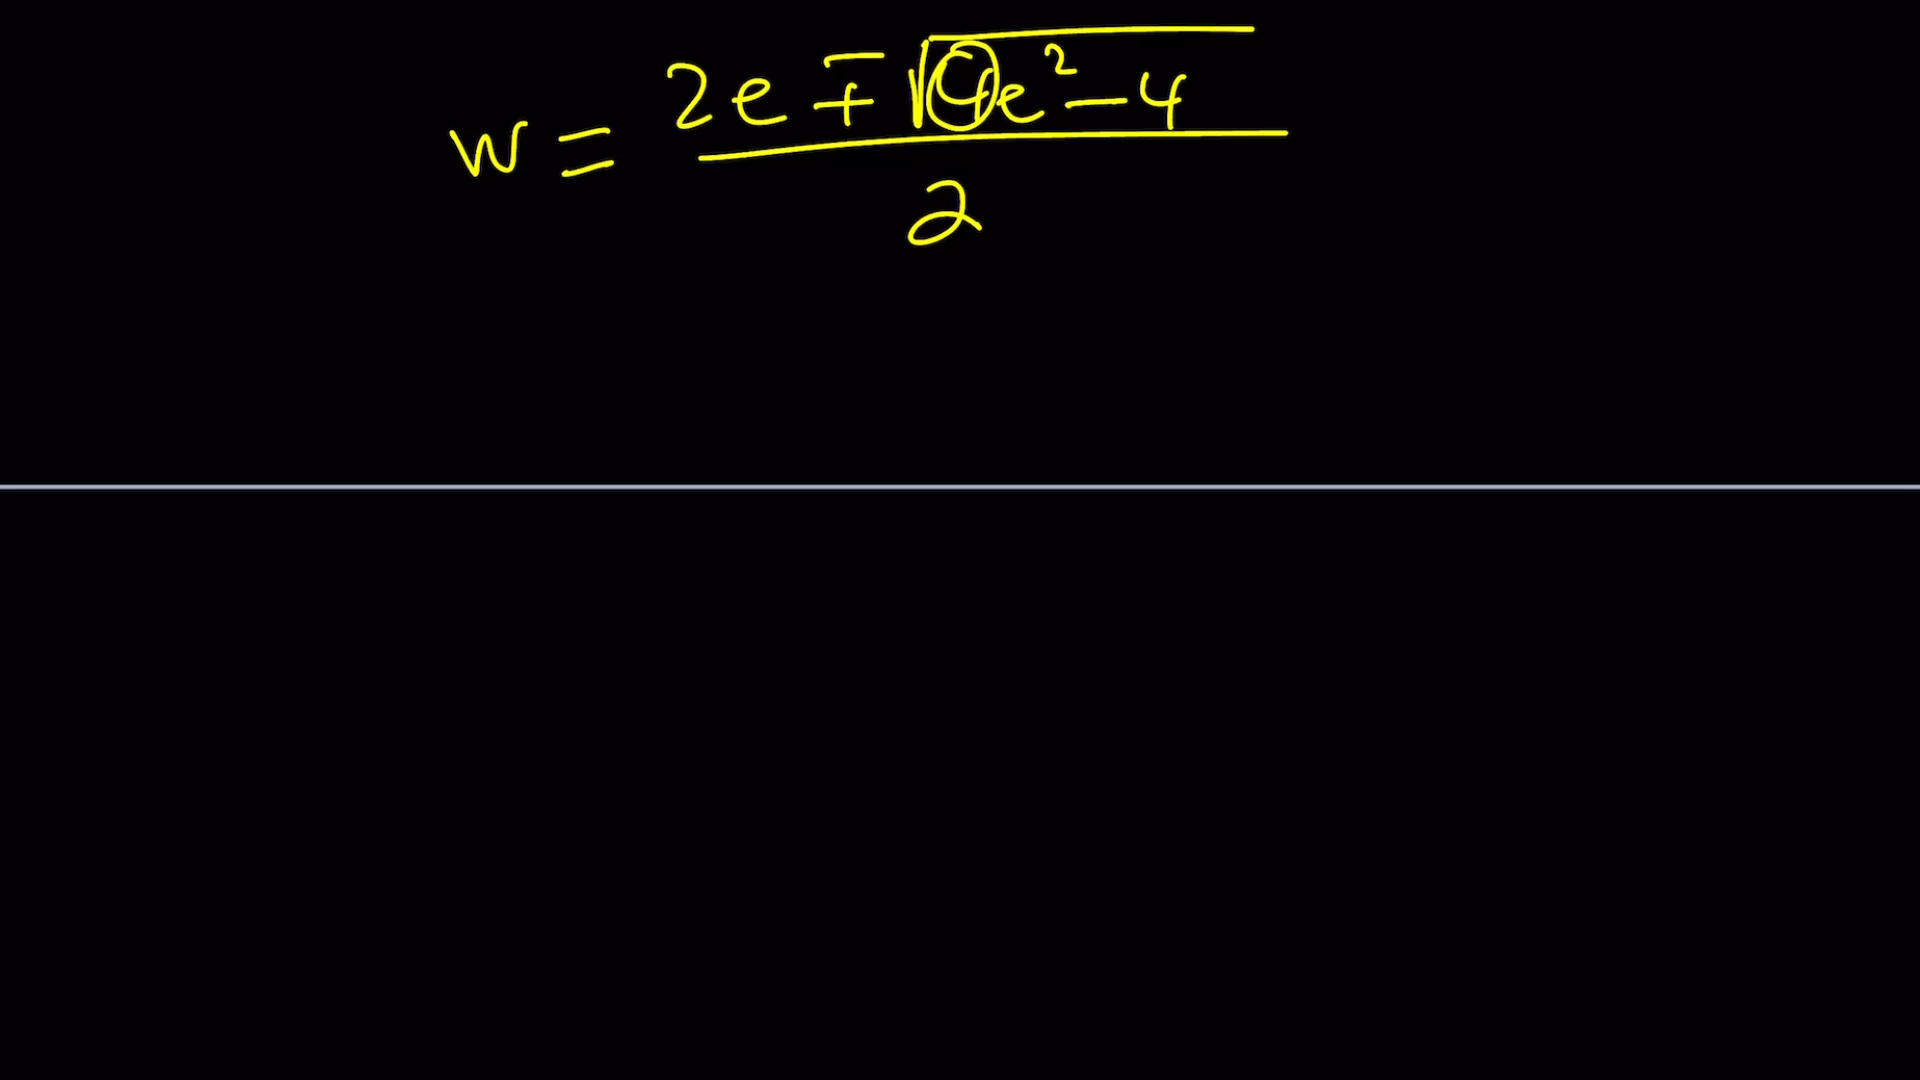 w = (2e ∓ √(4e² − 4)) / 2